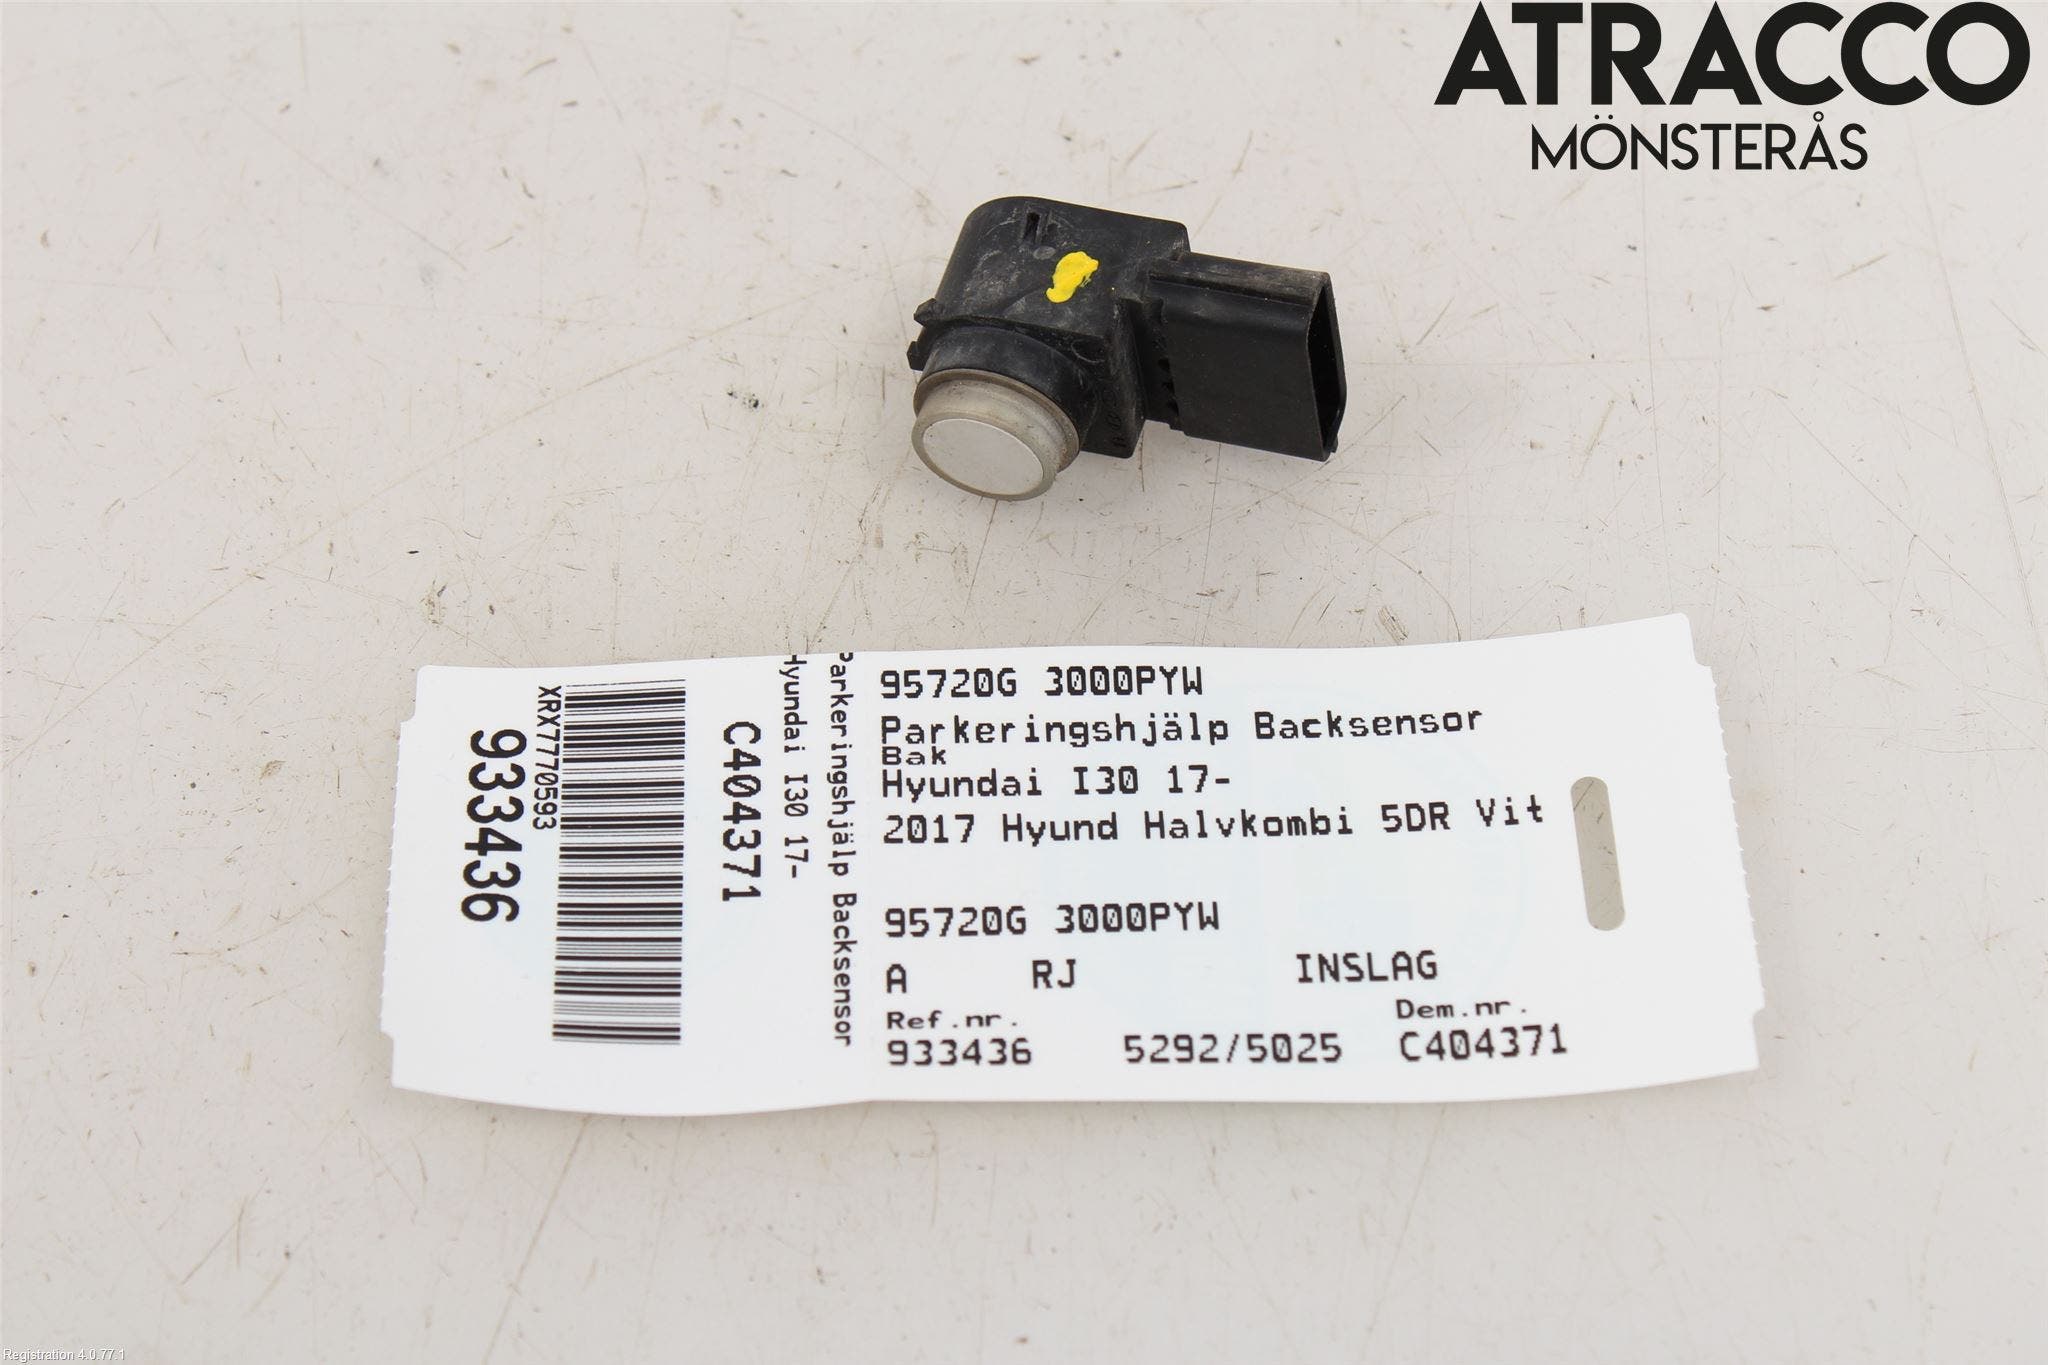 ATRACCO
MÖNSTERÅS
95720G 3000PYW
Parkeringshjälp Backsensor
Bak
Hyundai I30 17-
2017 Hyund Halvkombi 5DR Vit
95720G 3000PYW
A RJ INSLAG
Ref.nr. Dem.nr.
933436 5292/5025 C404371
Parkeringshjälp Backsensor
Hyundai I30 17-
C404371
XRX77770593
933436
Registration 4.0.77.1